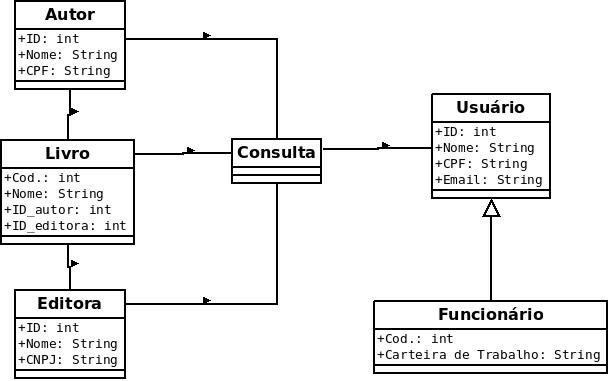 Autor
+ID: int
+Nome: String
+CPF: String
Livro
+Cod.: int
+Nome: String
+ID_autor: int
+ID_editora: int
Editora
+ID: int
+Nome: String
+CNPJ: String
Consulta
Usuário
+ID: int
+Nome: String
+CPF: String
+Email: String
Funcionário
+Cod.: int
+Carteira de Trabalho: String